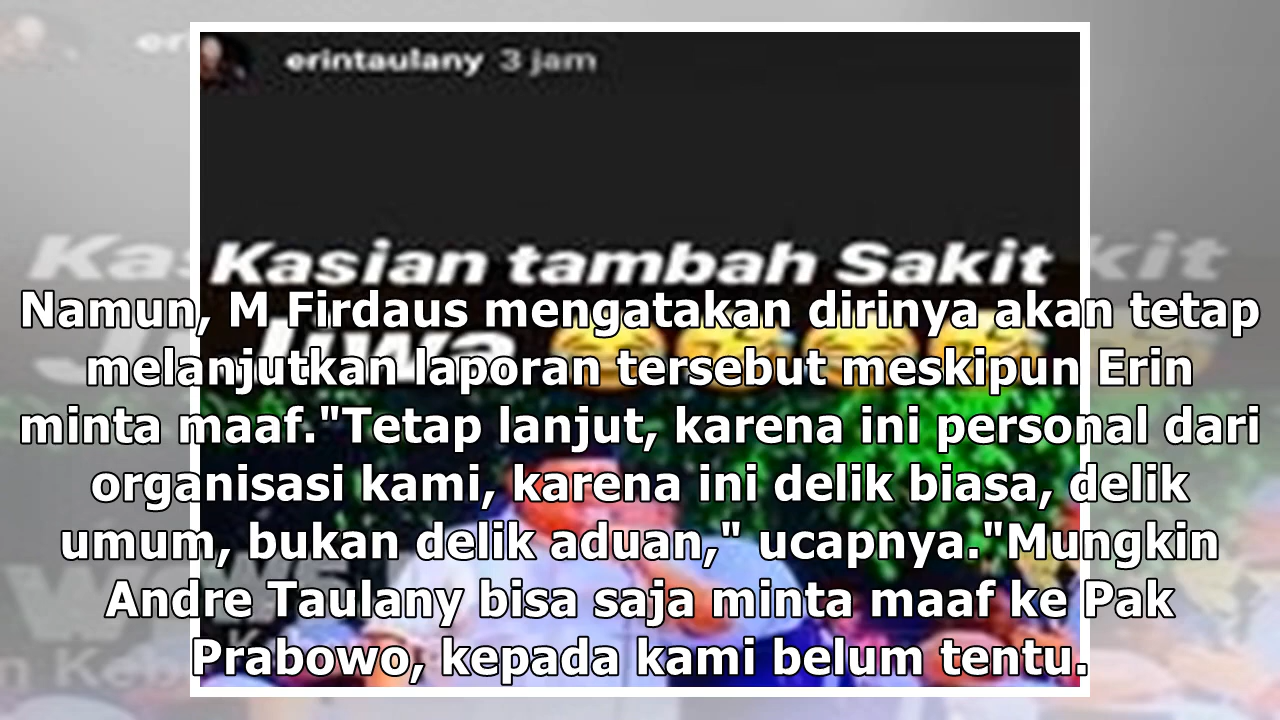 erintaulany 3 jam
Kasian tambah Sakit
Jiwa
Namun, M Firdaus mengatakan dirinya akan tetap
melanjutkan laporan tersebut meskipun Erin
minta maaf."Tetap lanjut, karena ini personal dari
organisasi kami, karena ini delik biasa, delik
umum, bukan delik aduan," ucapnya."Mungkin
Andre Taulany bisa saja minta maaf ke Pak
Prabowo, kepada kami belum tentu.